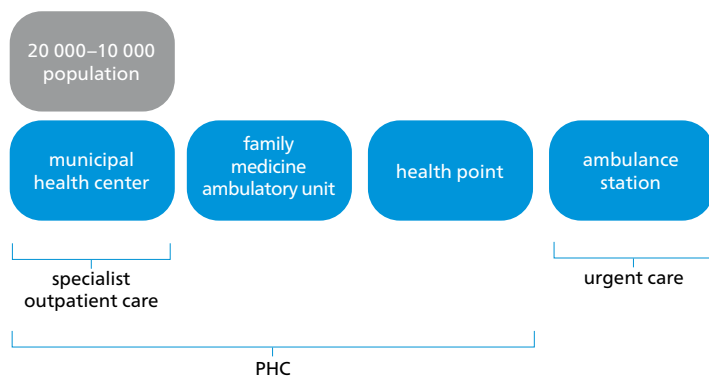 20 000–10 000
population
municipal
health center
family
medicine
ambulatory unit
health point
ambulance
station
specialist
outpatient care
urgent care
PHC